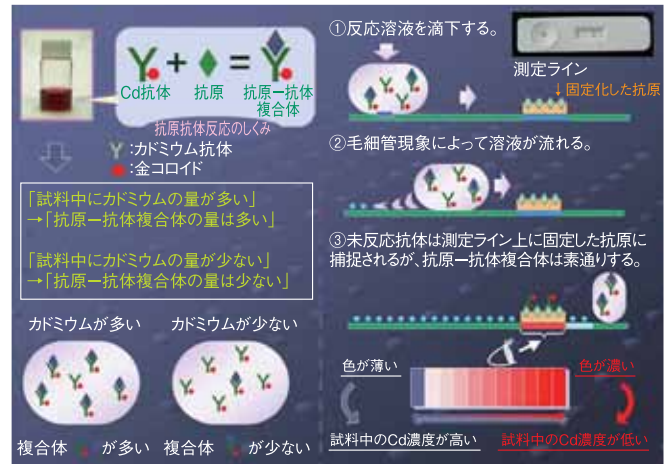 Cd抗体
抗原
抗原ー抗体
複合体
抗原抗体反応のしくみ
:カドミウム抗体
:金コロイド
「試料中にカドミウムの量が多い」
→「抗原ー抗体複合体の量は多い」
「試料中にカドミウムの量が少ない」
→「抗原ー抗体複合体の量は少ない」
カドミウムが多い
カドミウムが少ない
複合体 が多い
複合体 が少ない
①反応溶液を滴下する。
測定ライン
↓固定化した抗原
②毛細管現象によって溶液が流れる。
③未反応抗体は測定ライン上に固定した抗原に
捕捉されるが、抗原ー抗体複合体は素通りする。
色が薄い
色が濃い
試料中のCd濃度が高い
試料中のCd濃度が低い